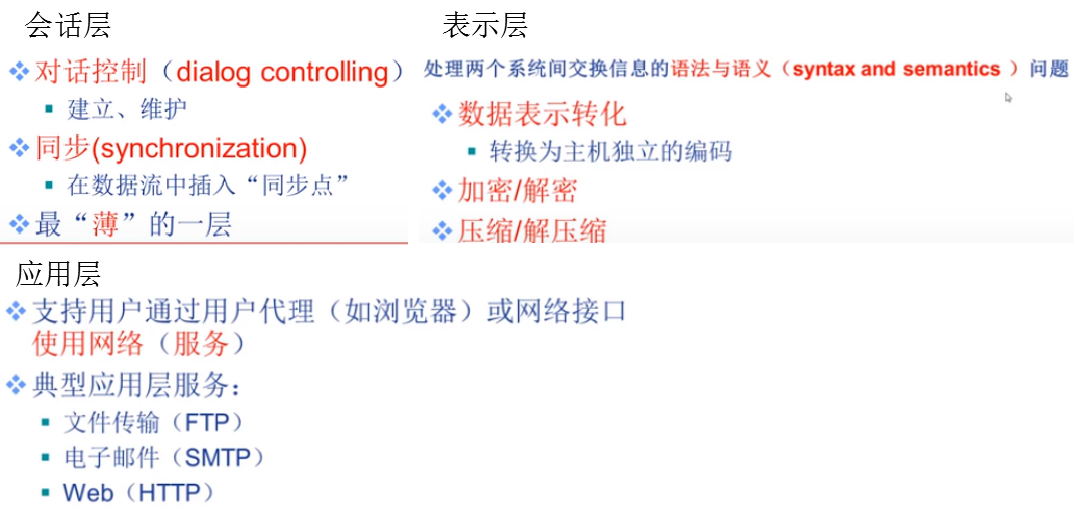 会话层
对话控制（dialog controlling）
建立、维护
同步(synchronization)
在数据流中插入“同步点”
最“薄”的一层
表示层
处理两个系统间交换信息的语法与语义（syntax and semantics ）问题
数据表示转化
转换为主机独立的编码
加密/解密
压缩/解压缩
应用层
支持用户通过用户代理（如浏览器）或网络接口
使用网络（服务）
典型应用层服务：
文件传输（FTP）
电子邮件（SMTP）
Web（HTTP）